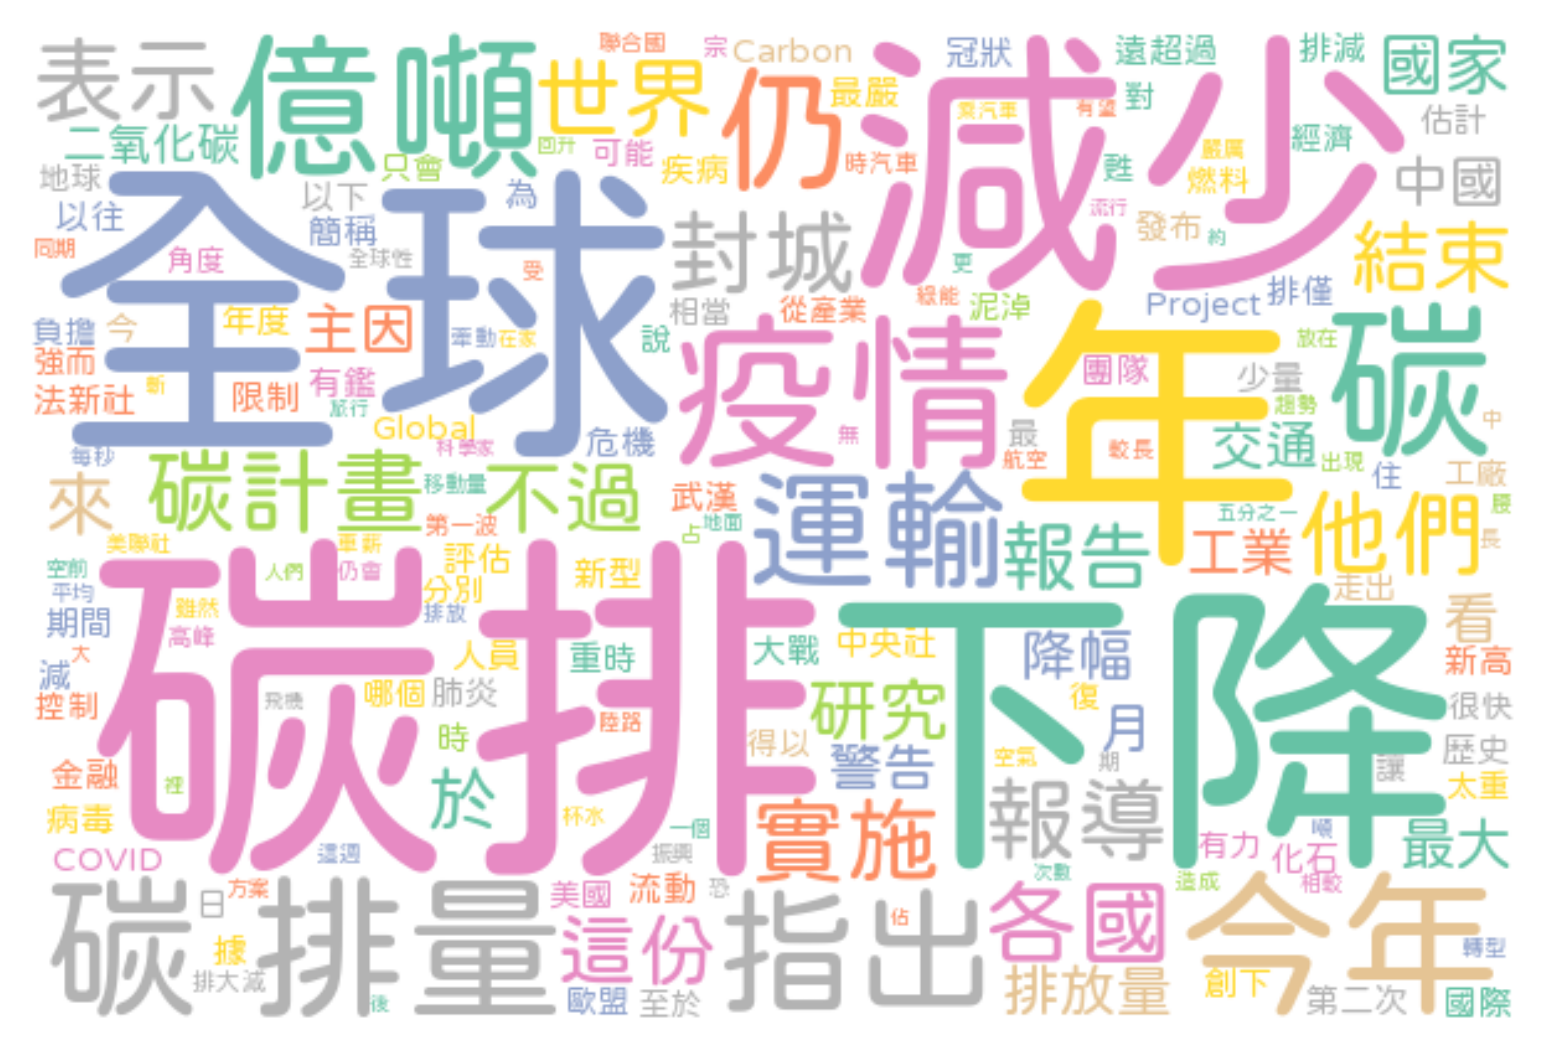 表示
億噸
世界
聯合國
宗
Carbon
仍
最嚴
減少
冠狀
遠超過
排減
國家
二氧化碳
只會
回升
可能
疾病
時汽車
乘汽車
有望
對
經濟
估計
地球
以下
為
甦
嚴厲
燃料
中國
以往
簡稱
封城
流行
發布
約
結束
同期
角度
全球
全球性
受
更
負擔
今
年度
主因
牽動
在家
說
相當
從產業
綠能
泥淖
Project
排僅
放在
碳
強而
斬
有鑑
法新社
限制
旅行
疫情
年
團隊
少量
趨勢
中
Global
科學家
危機
無
最
航空
較長
交通
出現
每秒
碳計畫
移動量
不過
武漢
運輸
住
工廠
來
第一波
占
地面
報告
工業
五分之一
他們
腰
長
美聯社
車薪
空前
人們
仍會
評估
新型
走出
平均
分別
期間
雖然
排放
高峰
碳排
人員
重時
大戰
中央社
下降
降幅
看
大
新高
減
控制
飛機
哪個
肺炎
陸路
研究
復
月
很快
時
得以
警告
空氣
期
歷史
讓
金融
裡
於
太重
病毒
杯水
一個
實施
報導
順
最大
COVID
這週
振興
有力
化石
次數
造成
相較
碳排量
日
方案
美國
流動
恐
指出
佔
各國
今年
據
這份
轉型
排大減
後
歐盟
至於
排放量
創下
第二次
國際